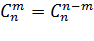 $C_n^m = C_n^{n-m}$